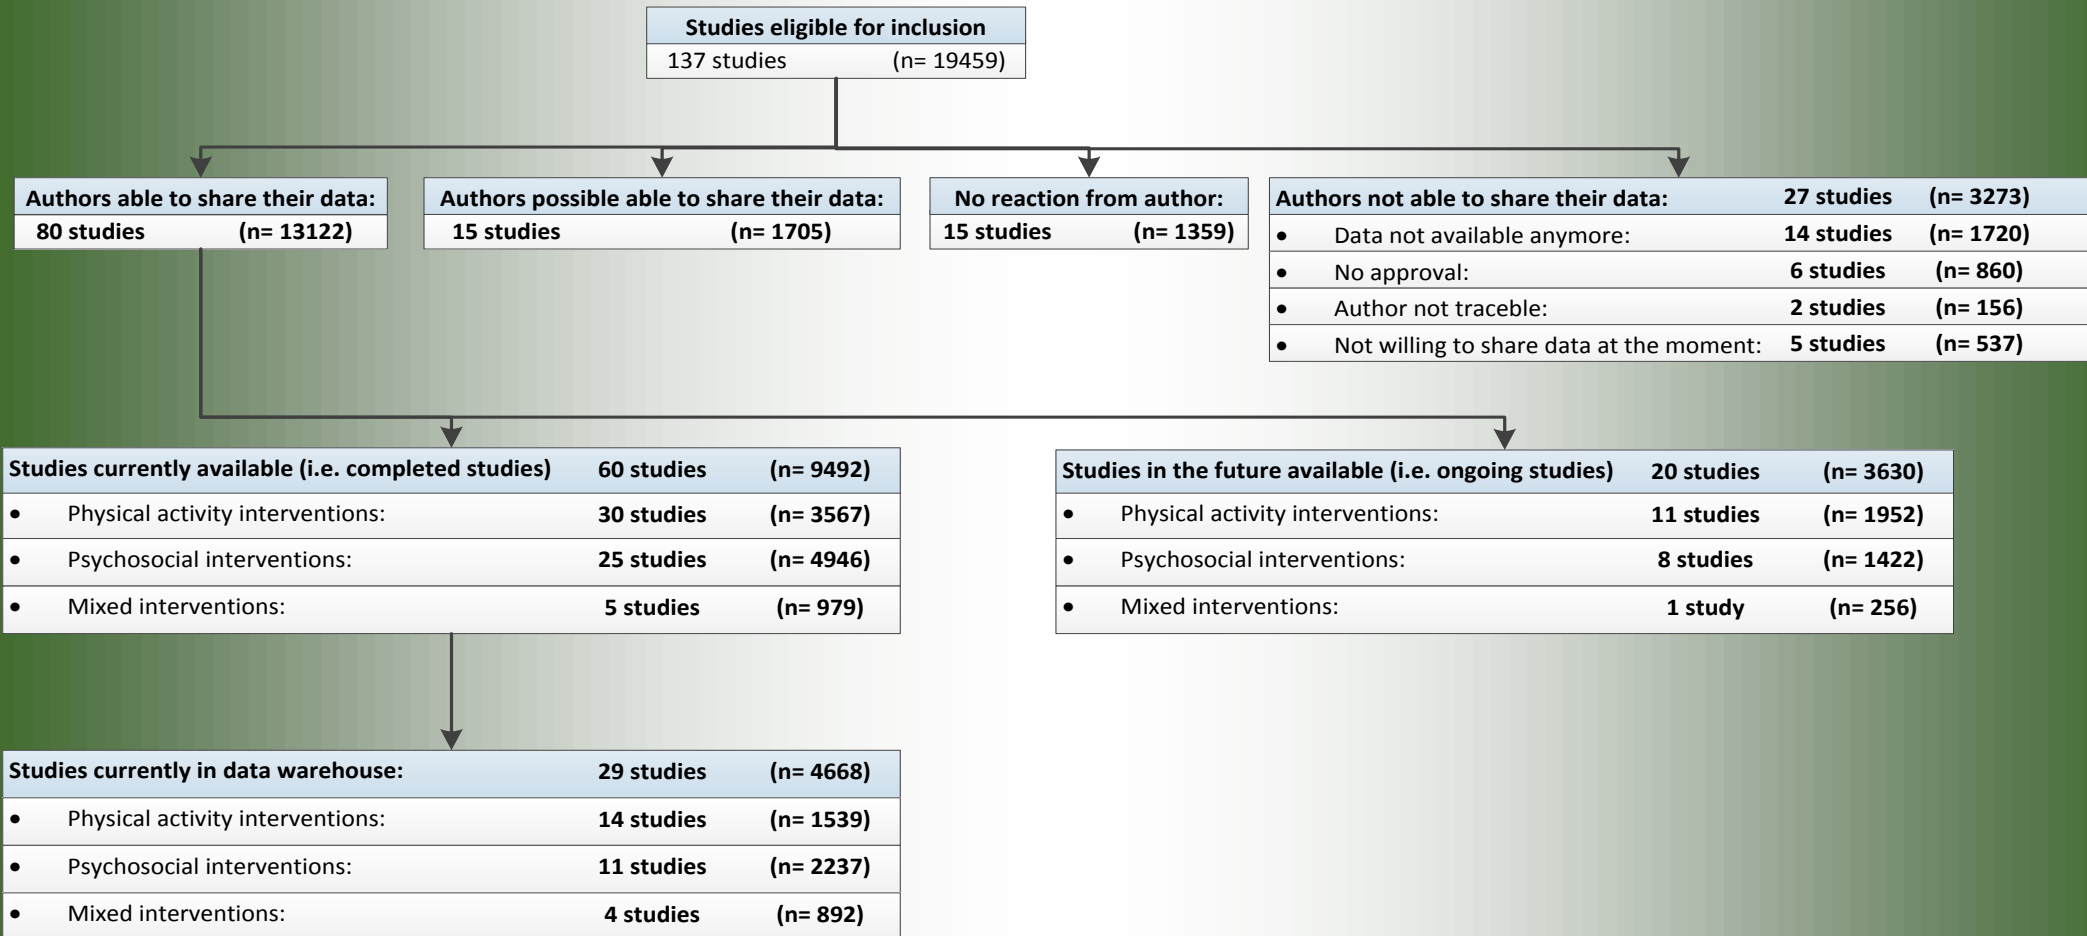 Studies eligible for inclusion
137 studies (n= 19459)
Authors able to share their data:
80 studies (n= 13122)
Authors possible able to share their data:
15 studies (n= 1705)
No reaction from author:
15 studies (n= 1359)
Authors not able to share their data: 27 studies (n= 3273)
• Data not available anymore: 14 studies (n= 1720)
• No approval: 6 studies (n= 860)
• Author not traceble: 2 studies (n= 156)
• Not willing to share data at the moment: 5 studies (n= 537)
Studies currently available (i.e. completed studies) 60 studies (n= 9492)
• Physical activity interventions: 30 studies (n= 3567)
• Psychosocial interventions: 25 studies (n= 4946)
• Mixed interventions: 5 studies (n= 979)
Studies in the future available (i.e. ongoing studies) 20 studies (n= 3630)
• Physical activity interventions: 11 studies (n= 1952)
• Psychosocial interventions: 8 studies (n= 1422)
• Mixed interventions: 1 study (n= 256)
Studies currently in data warehouse: 29 studies (n= 4668)
• Physical activity interventions: 14 studies (n= 1539)
• Psychosocial interventions: 11 studies (n= 2237)
• Mixed interventions: 4 studies (n= 892)